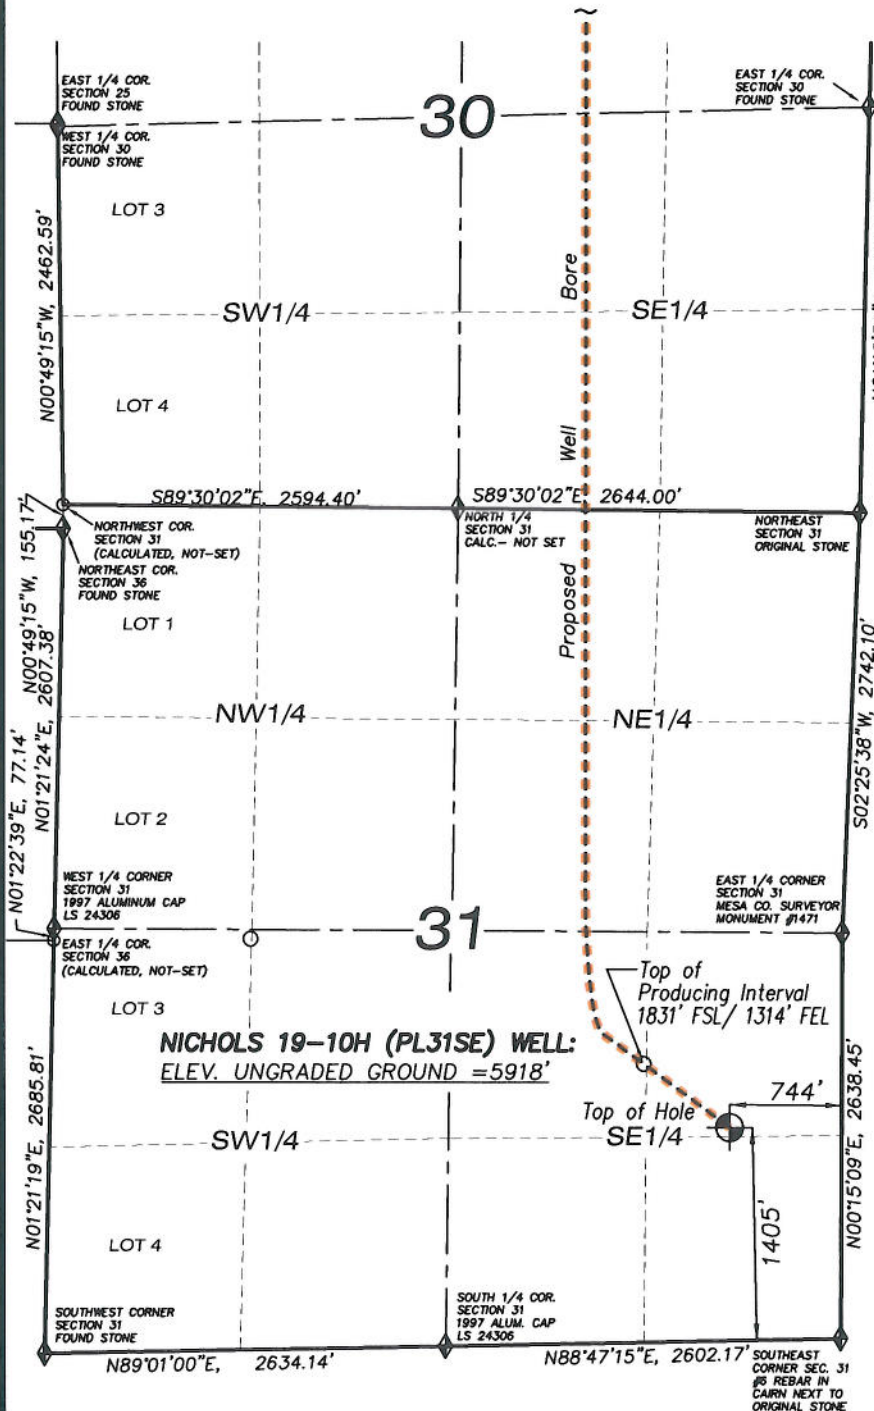 EAST 1/4 COR.
SECTION 25
FOUND STONE
WEST 1/4 COR.
SECTION 30
FOUND STONE
30
EAST 1/4 COR.
SECTION 30
FOUND STONE
LOT 3
N00°49'15"W, 2462.59'
SW1/4
Bore
SE1/4
LOT 4
Well
S89°30'02"E, 2594.40'
S89°30'02"E, 2644.00'
NORTHWEST COR.
SECTION 31
(CALCULATED, NOT-SET)
NORTH 1/4
SECTION 31
CALC.- NOT SET
NORTHEAST
SECTION 31
ORIGINAL STONE
N00°49'15"W, 155.17'
NORTHEAST COR.
SECTION 36
FOUND STONE
LOT 1
Proposed
N01°21'24"E, 2607.38'
S02°25'38"W, 2742.10'
NW1/4
NE1/4
N01°22'39"E, 77.14'
LOT 2
WEST 1/4 CORNER
SECTION 31
1997 ALUMINUM CAP
LS 24306
EAST 1/4 CORNER
SECTION 31
MESA CO. SURVEYOR
MONUMENT #1471
31
EAST 1/4 COR.
SECTION 36
(CALCULATED, NOT-SET)
Top of
Producing Interval
1831' FSL/ 1314' FEL
LOT 3
NICHOLS 19-10H (PL31SE) WELL:
ELEV. UNGRADED GROUND =5918'
N01°21'19"E, 2685.81'
N00°15'09"E, 2638.45'
744'
Top of Hole
SW1/4
SE1/4
1405'
LOT 4
SOUTHWEST CORNER
SECTION 31
FOUND STONE
SOUTH 1/4 COR.
SECTION 31
1997 ALUM. CAP
LS 24306
N89°01'00"E, 2634.14'
N88°47'15"E, 2602.17'
SOUTHEAST
CORNER SEC. 31
#6 REBAR IN
CAIRN NEXT TO
ORIGINAL STONE